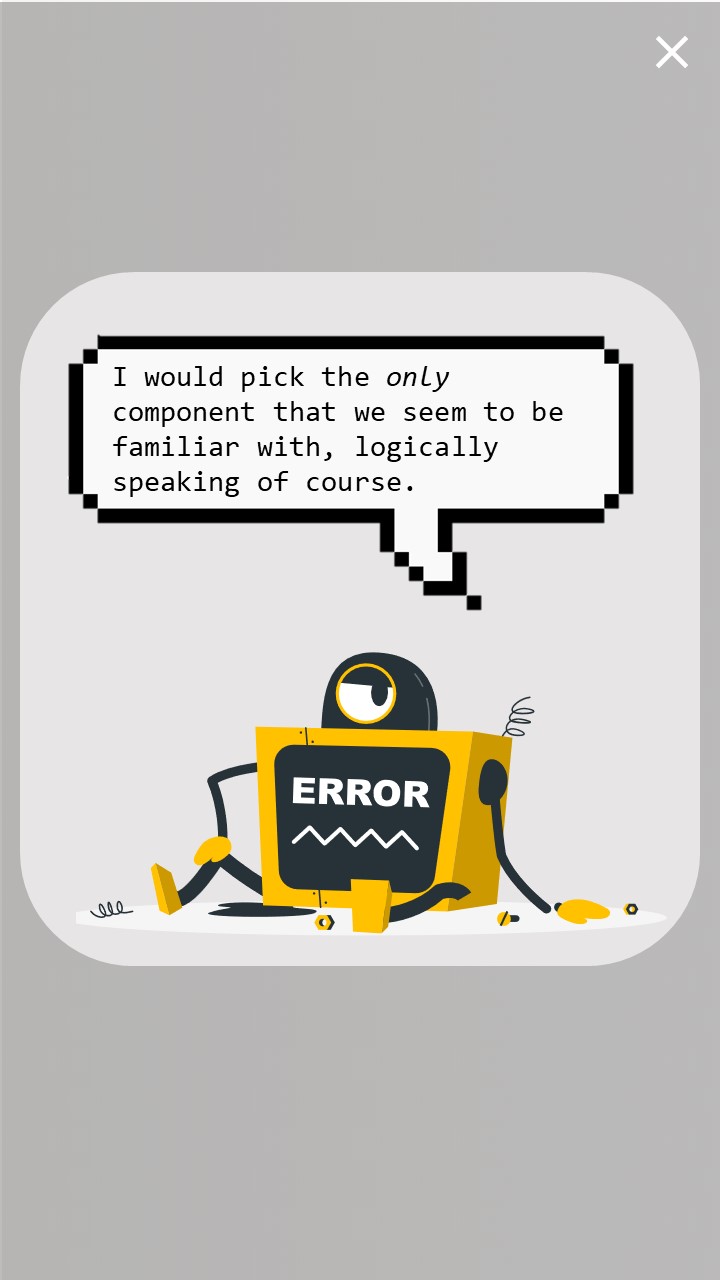 I would pick the only
component that we seem to be
familiar with, logically
speaking of course.
ERROR